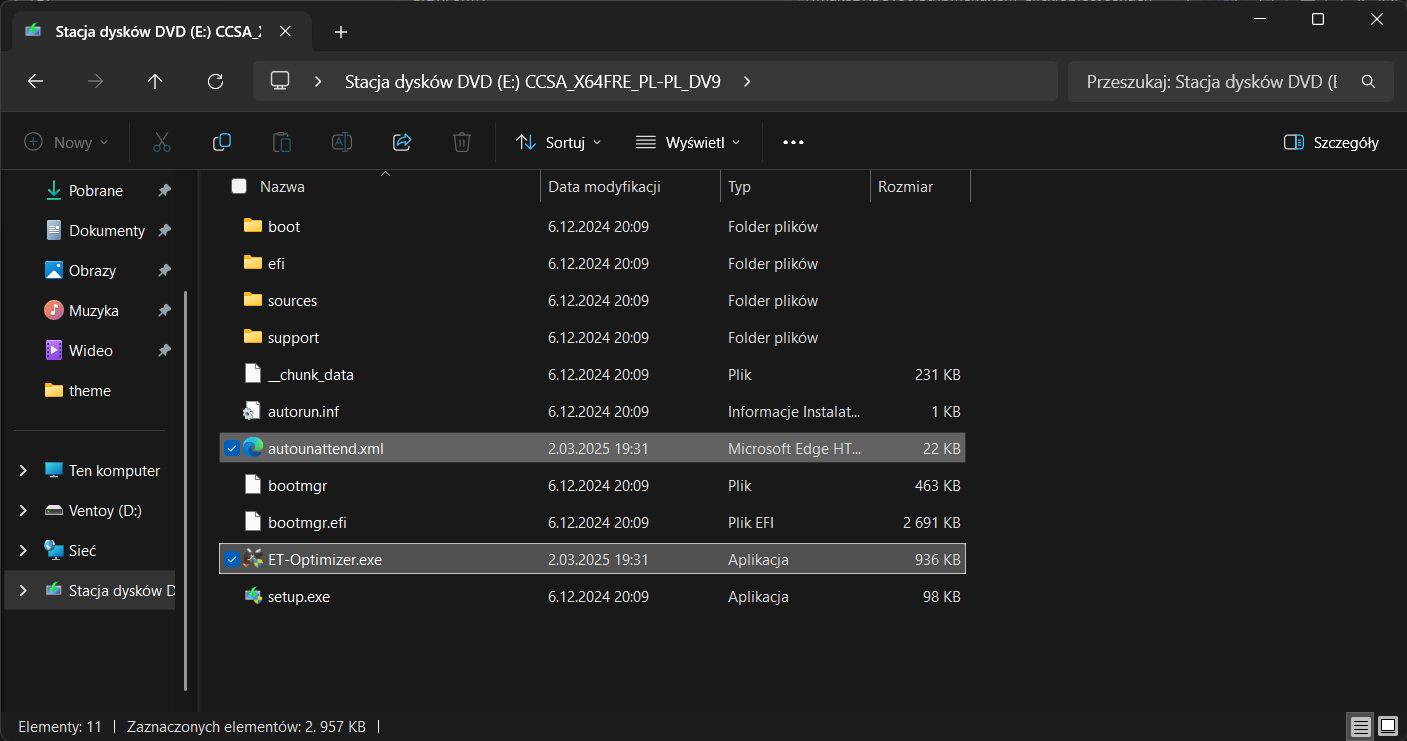 Stacja dysków DVD (E:) CCSA_X
Stacja dysków DVD (E:) CCSA_X64FRE_PL-PL_DV9
Przeszukaj: Stacja dysków DVD (E
Nowy
Sortuj
Wyświetl
Szczegóły
Pobrane
Dokumenty
Obrazy
Muzyka
Wideo
theme
Ten komputer
Ventoy (D:)
Sieć
Stacja dysków D
Nazwa Data modyfikacji Typ Rozmiar
boot 6.12.2024 20:09 Folder plików
efi 6.12.2024 20:09 Folder plików
sources 6.12.2024 20:09 Folder plików
support 6.12.2024 20:09 Folder plików
__chunk_data 6.12.2024 20:09 Plik 231 KB
autorun.inf 6.12.2024 20:09 Informacje Instalat... 1 KB
autounattend.xml 2.03.2025 19:31 Microsoft Edge HT... 22 KB
bootmgr 6.12.2024 20:09 Plik 463 KB
bootmgr.efi 6.12.2024 20:09 Plik EFI 2 691 KB
ET-Optimizer.exe 2.03.2025 19:31 Aplikacja 936 KB
setup.exe 6.12.2024 20:09 Aplikacja 98 KB
Elementy: 11 Zaznaczonych elementów: 2. 957 KB